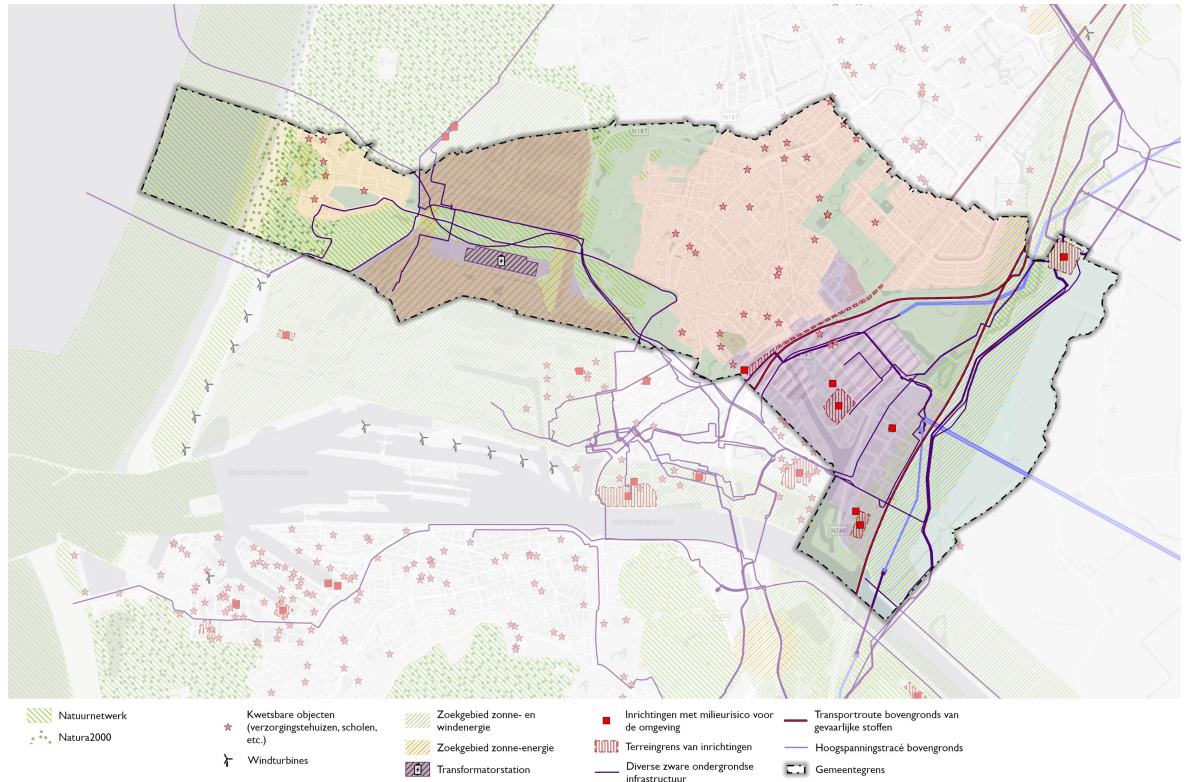 N197
N197
Noorderbuitenkanaal
Noordzeekanaal
N246
N202
Natuurnetwerk
Natura2000
Kwetsbare objecten
(verzorgingstehuizen, scholen,
etc.)
Windturbines
Zoekgebied zonne- en
windenergie
Zoekgebied zonne-energie
Transformatorstation
Inrichtingen met milieurisico voor
de omgeving
Terreingrens van inrichtingen
Diverse zware ondergrondse
infrastructuur
Transportroute bovengronds van
gevaarlijke stoffen
Hoogspanningstracé bovengronds
Gemeentegrens